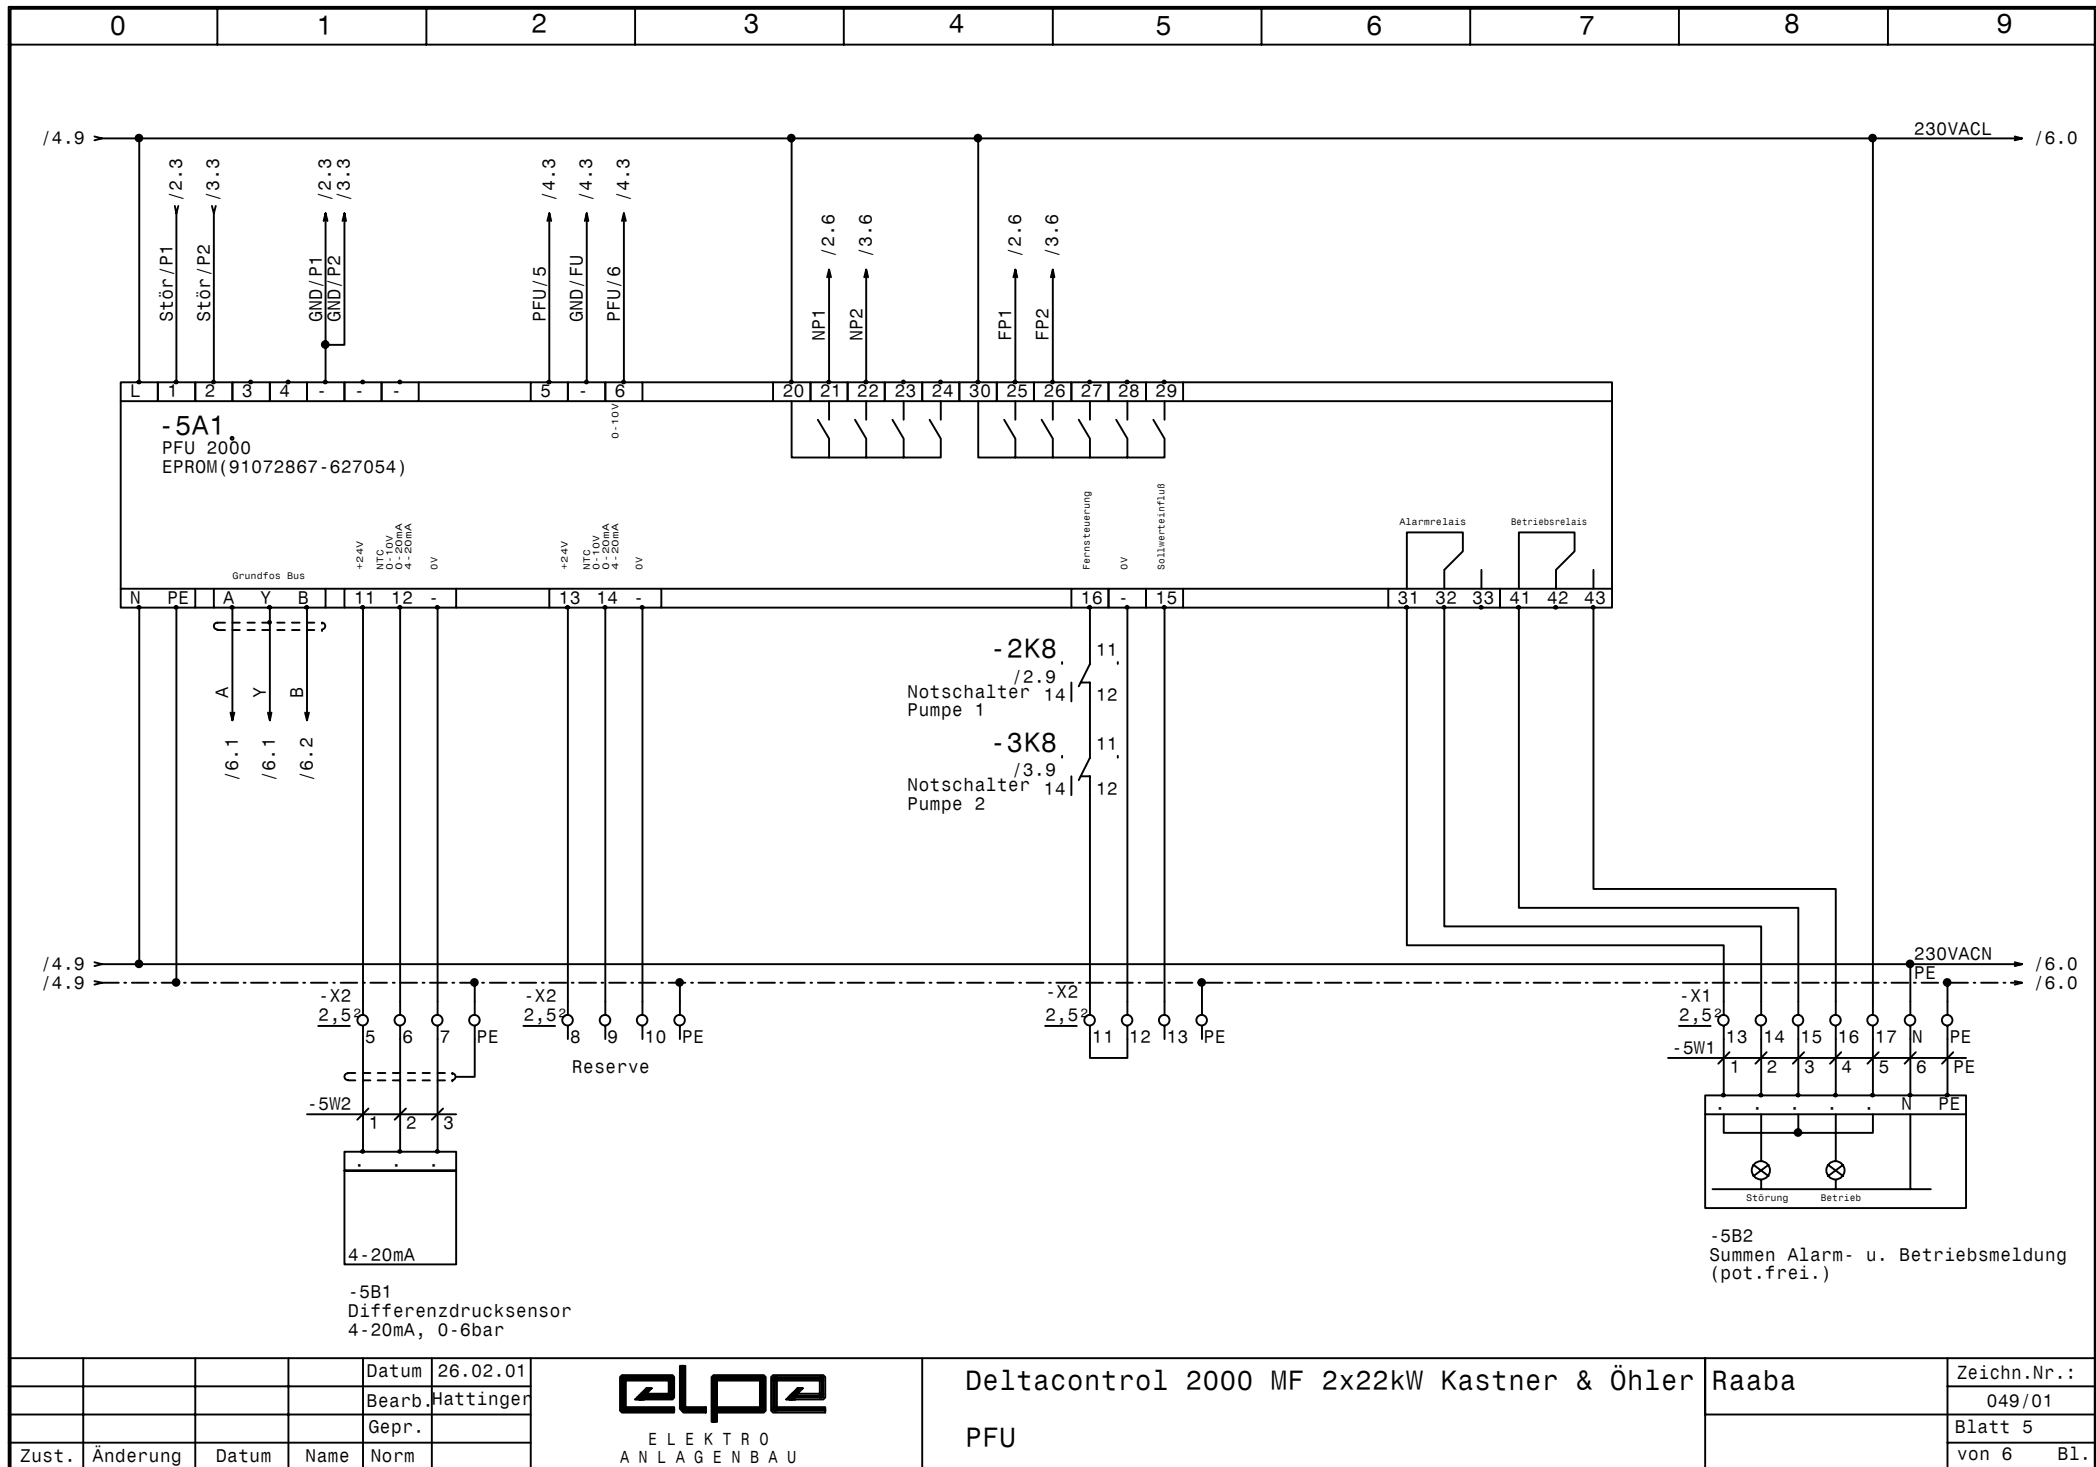 0 1 2 3 4 5 6 7 8 9
/4.9 230VACL /6.0
/2.3 /3.3 /2.3 /3.3 /4.3 /4.3 /4.3 /2.6 /3.6 /2.6 /3.6
Stör/P1 Stör/P2 GND/P1 GND/P2 PFU/5 GND/FU PFU/6 NP1 NP2 FP1 FP2
L 1 2 3 4 - - - 5 - 6 20 21 22 23 24 30 25 26 27 28 29
0-10V
-5A1
PFU 2000
EPROM(91072867-627054)
Grundfos Bus
+24V
NTC
0-10V
0-20mA
4-20mA
0V
+24V
NTC
0-10V
0-20mA
4-20mA
0V
Fernsteuerung
0V
Sollwerteinfluß
Alarmrelais Betriebsrelais
N PE A Y B 11 12 - 13 14 - 16 - 15 31 32 33 41 42 43
A Y B
/6.1 /6.1 /6.2
-2K8 11
/2.9
Notschalter 14 12
Pumpe 1
-3K8 11
/3.9
Notschalter 14 12
Pumpe 2
/4.9 230VACN /6.0
/4.9 PE /6.0
-X2 -X2 -X2 -X1
2,5² 2,5² 2,5² 2,5²
5 6 7 PE 8 9 10 PE 11 12 13 PE 13 14 15 16 17 N PE
Reserve
-5W1 1 2 3 4 5 6 PE
-5W2 1 2 3
. . . . . N PE
. . .
Störung Betrieb
4-20mA
-5B1
Differenzdrucksensor
4-20mA, 0-6bar
-5B2
Summen Alarm- u. Betriebsmeldung
(pot.frei.)
Datum 26.02.01
Bearb. Hattinger
Gepr.
Zust. Änderung Datum Name Norm
elpe
ELEKTRO
ANLAGENBAU
Deltacontrol 2000 MF 2x22kW Kastner & Öhler
PFU
Raaba
Zeichn.Nr.:
049/01
Blatt 5
von 6 Bl.